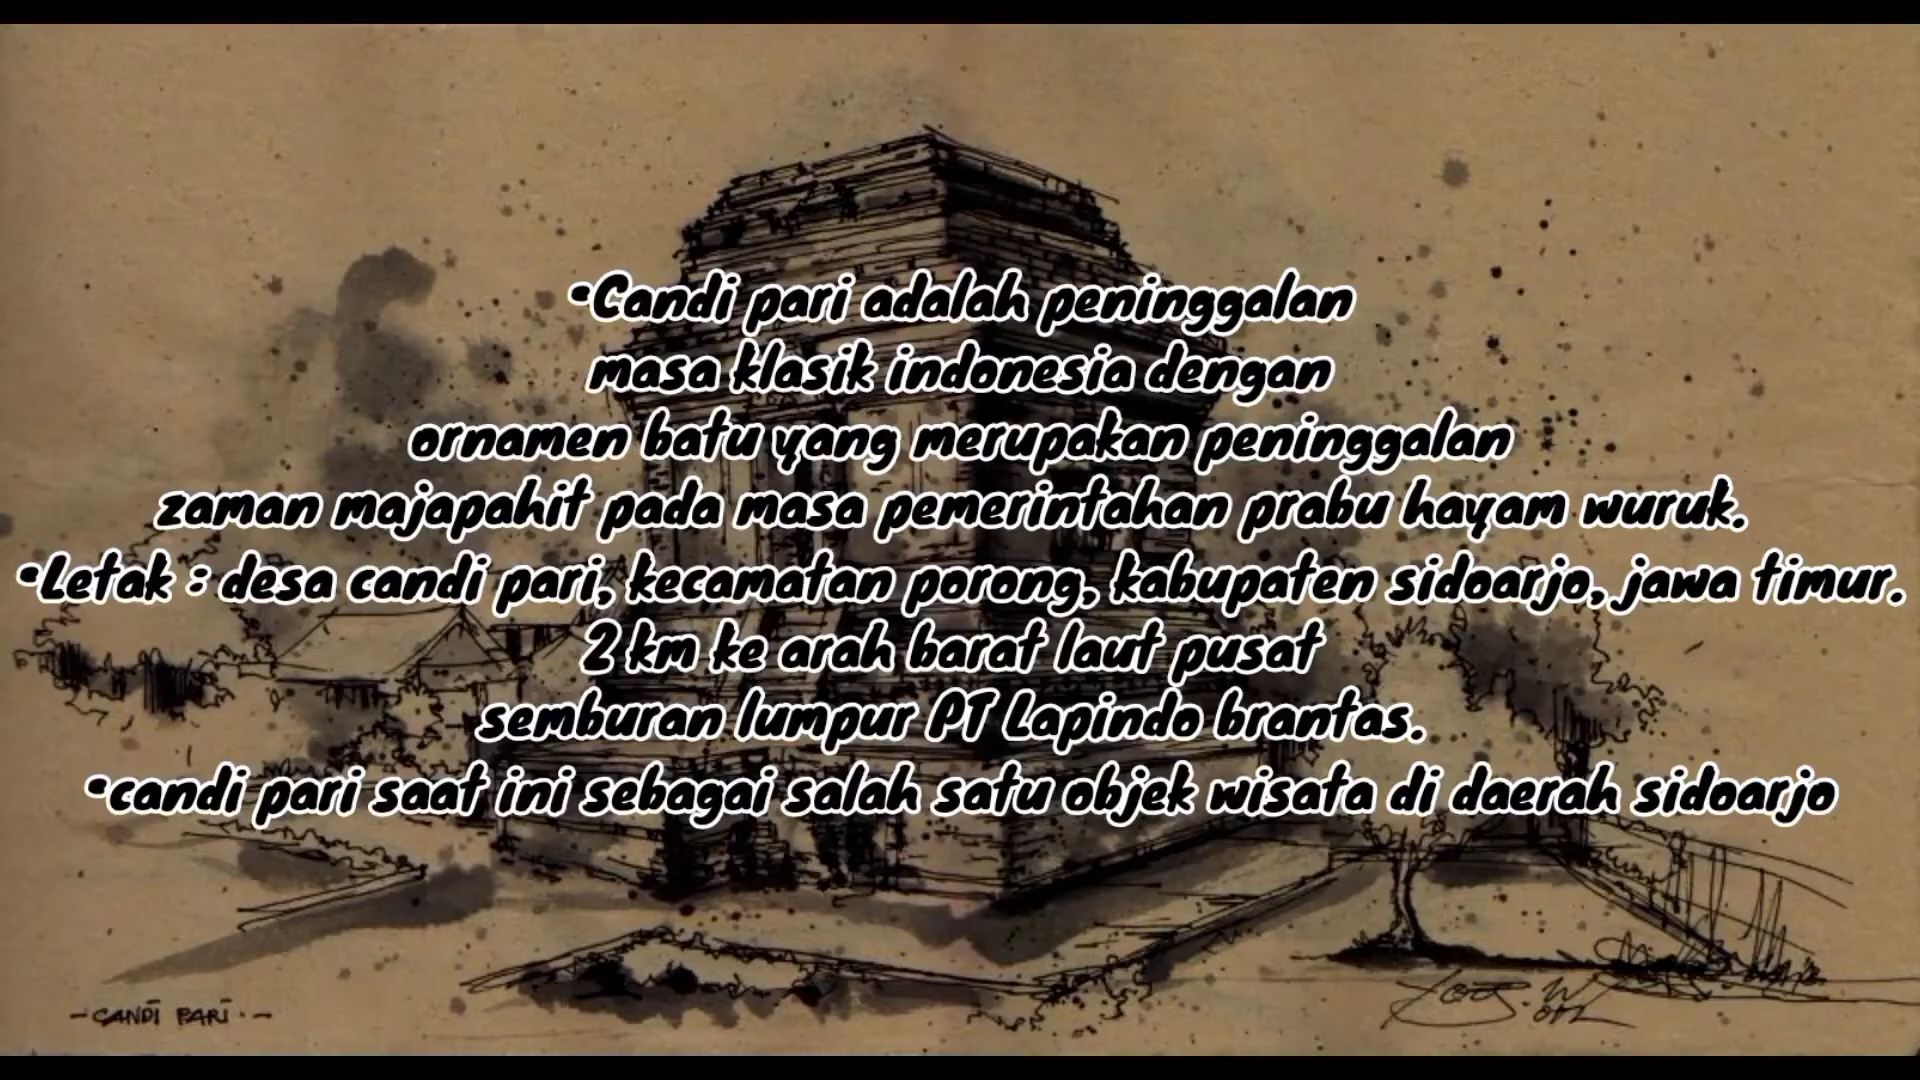 •Candi pari adalah peninggalan
masa klasik indonesia dengan
ornamen batu yang merupakan peninggalan
zaman majapahit pada masa pemerintahan prabu hayam wuruk.
•Letak : desa candi pari, kecamatan porong, kabupaten sidoarjo, jawa timur.
2 km ke arah barat laut pusat
semburan lumpur PT Lapindo brantas.
•candi pari saat ini sebagai salah satu objek wisata di daerah sidoarjo
- CANDI PARI -